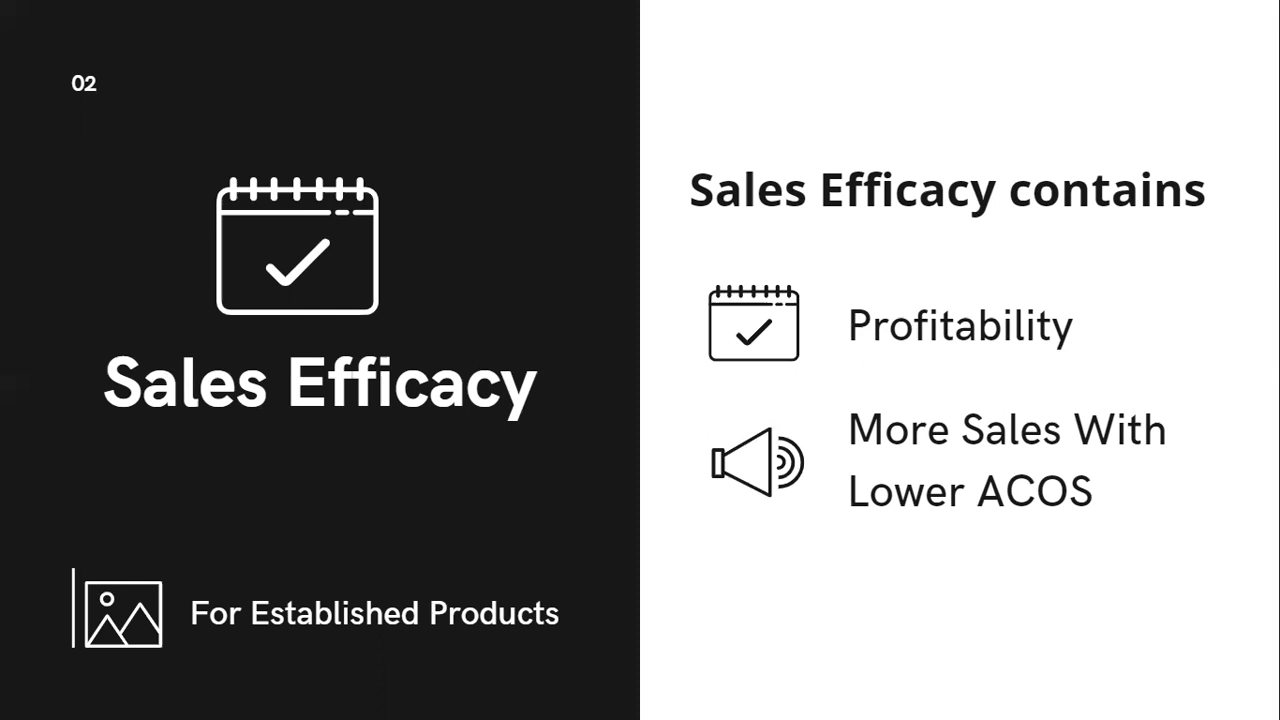 02
Sales Efficacy
For Established Products
Sales Efficacy contains
Profitability
More Sales With
Lower ACOS